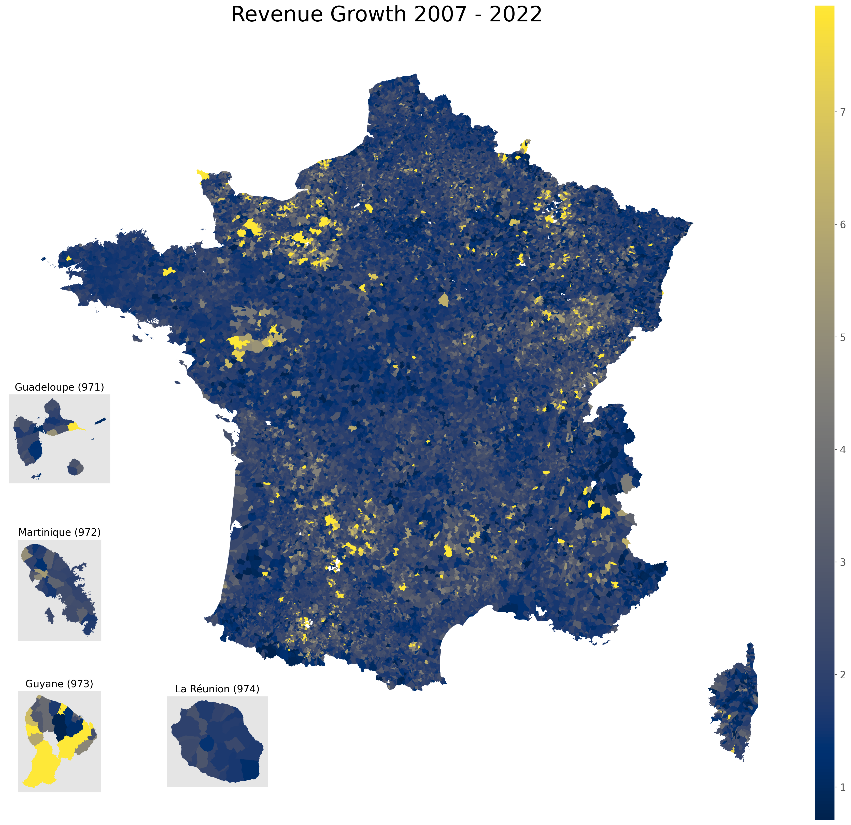 Revenue Growth 2007 - 2022
7
6
5
4
3
2
1
Guadeloupe (971)
Martinique (972)
Guyane (973)
La Réunion (974)